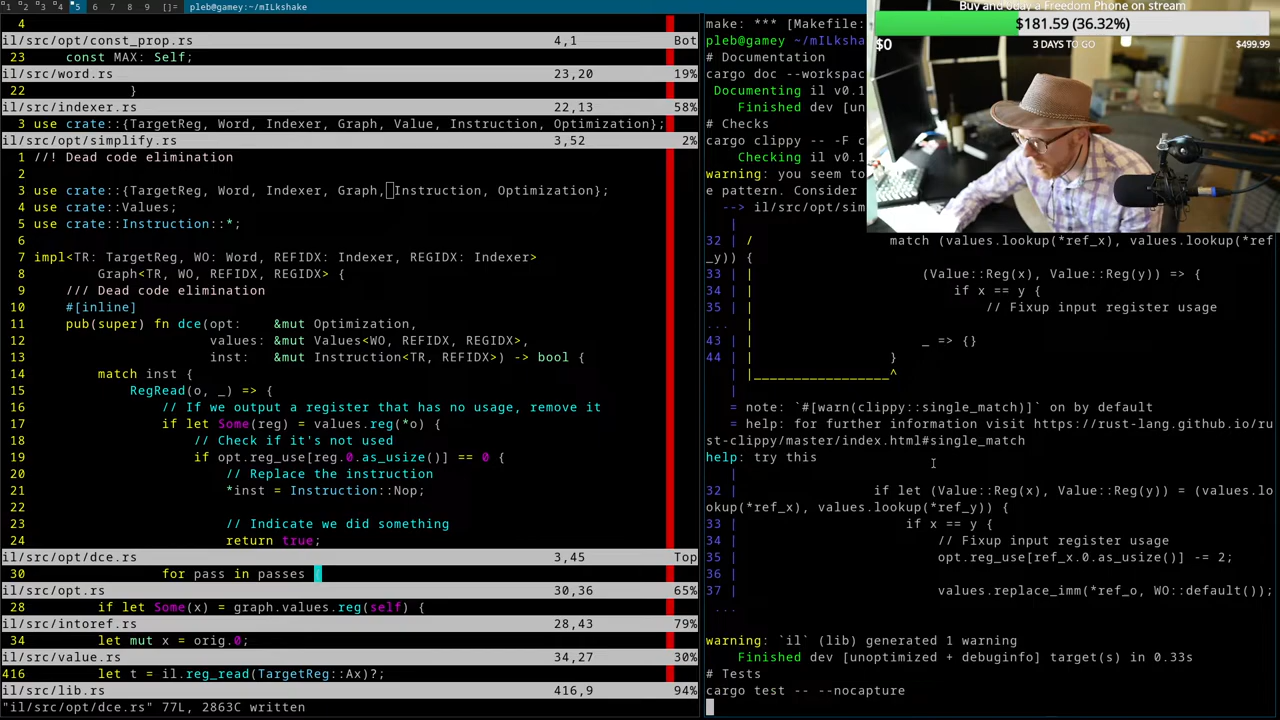 1 2 3 4 5 6 7 8 9 []= pleb@gamey:~/mILkshake
4
il/src/opt/const_prop.rs 4,1 Bot
23 const MAX: Self;
il/src/word.rs 23,20 19%
22 }
il/src/indexer.rs 22,13 58%
3 use crate::{TargetReg, Word, Indexer, Graph, Value, Instruction, Optimization};
il/src/opt/simplify.rs 3,52 2%
1 //! Dead code elimination
2
3 use crate::{TargetReg, Word, Indexer, Graph, Instruction, Optimization};
4 use crate::Values;
5 use crate::Instruction::*;
6
7 impl<TR: TargetReg, WO: Word, REFIDX: Indexer, REGIDX: Indexer>
8 Graph<TR, WO, REFIDX, REGIDX> {
9 /// Dead code elimination
10 #[inline]
11 pub(super) fn dce(opt: &mut Optimization,
12 values: &mut Values<WO, REFIDX, REGIDX>,
13 inst: &mut Instruction<TR, REFIDX>) -> bool {
14 match inst {
15 RegRead(o, _) => {
16 // If we output a register that has no usage, remove it
17 if let Some(reg) = values.reg(*o) {
18 // Check if it's not used
19 if opt.reg_use[reg.0.as_usize()] == 0 {
20 // Replace the instruction
21 *inst = Instruction::Nop;
22
23 // Indicate we did something
24 return true;
il/src/opt/dce.rs 3,45 Top
30 for pass in passes {
il/src/opt.rs 30,36 65%
28 if let Some(x) = graph.values.reg(self) {
il/src/intoref.rs 28,43 79%
34 let mut x = orig.0;
il/src/value.rs 34,27 30%
416 let t = il.reg_read(TargetReg::Ax)?;
il/src/lib.rs 416,9 94%
"il/src/opt/dce.rs" 77L, 2863C written
make: *** [Makefile:
pleb@gamey ~/mILkshake
# Documentation
cargo doc --workspac
Documenting il v0.1
Finished dev [un
# Checks
cargo clippy -- -F c
Checking il v0.1
warning: you seem to
e pattern. Consider
--> il/src/opt/sim
|
32 | / match (values.lookup(*ref_x), values.lookup(*ref
_y)) {
33 | | (Value::Reg(x), Value::Reg(y)) => {
34 | | if x == y {
35 | | // Fixup input register usage
... |
43 | | _ => {}
44 | | }
| |_________________^
|
= note: `#[warn(clippy::single_match)]` on by default
= help: for further information visit https://rust-lang.github.io/ru
st-clippy/master/index.html#single_match
help: try this
|
32 | if let (Value::Reg(x), Value::Reg(y)) = (values.lo
okup(*ref_x), values.lookup(*ref_y)) {
33 | if x == y {
34 | // Fixup input register usage
35 | opt.reg_use[ref_x.0.as_usize()] -= 2;
36 |
37 | values.replace_imm(*ref_o, WO::default());
...
warning: `il` (lib) generated 1 warning
Finished dev [unoptimized + debuginfo] target(s) in 0.33s
# Tests
cargo test -- --nocapture
Buy and 0day a Freedom Phone on stream
$181.59 (36.32%)
$0 3 DAYS TO GO $499.99